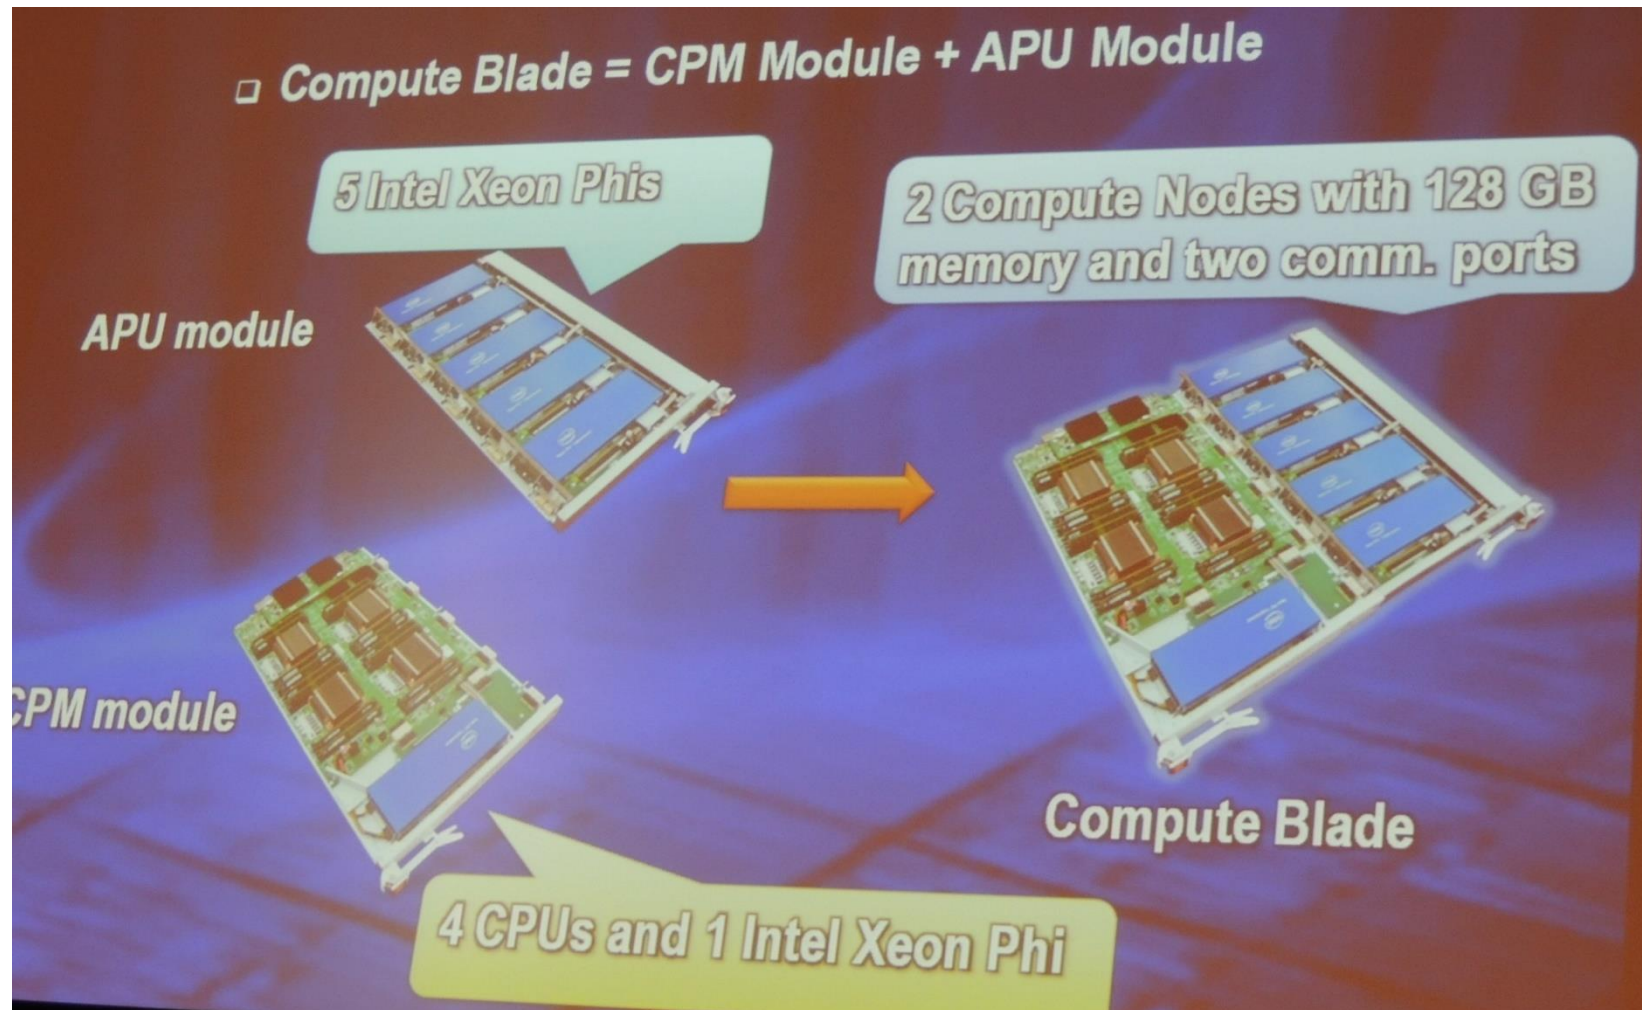 ❑ Compute Blade = CPM Module + APU Module
5 Intel Xeon Phis
2 Compute Nodes with 128 GB
memory and two comm. ports
APU module
CPM module
Compute Blade
4 CPUs and 1 Intel Xeon Phi